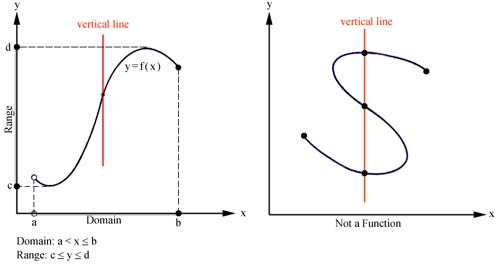 y
vertical line
d
y=f(x)
Range
c
a
Domain
b
x
Domain: a < x ≤ b
Range: c ≤ y ≤ d
y
vertical line
x
Not a Function